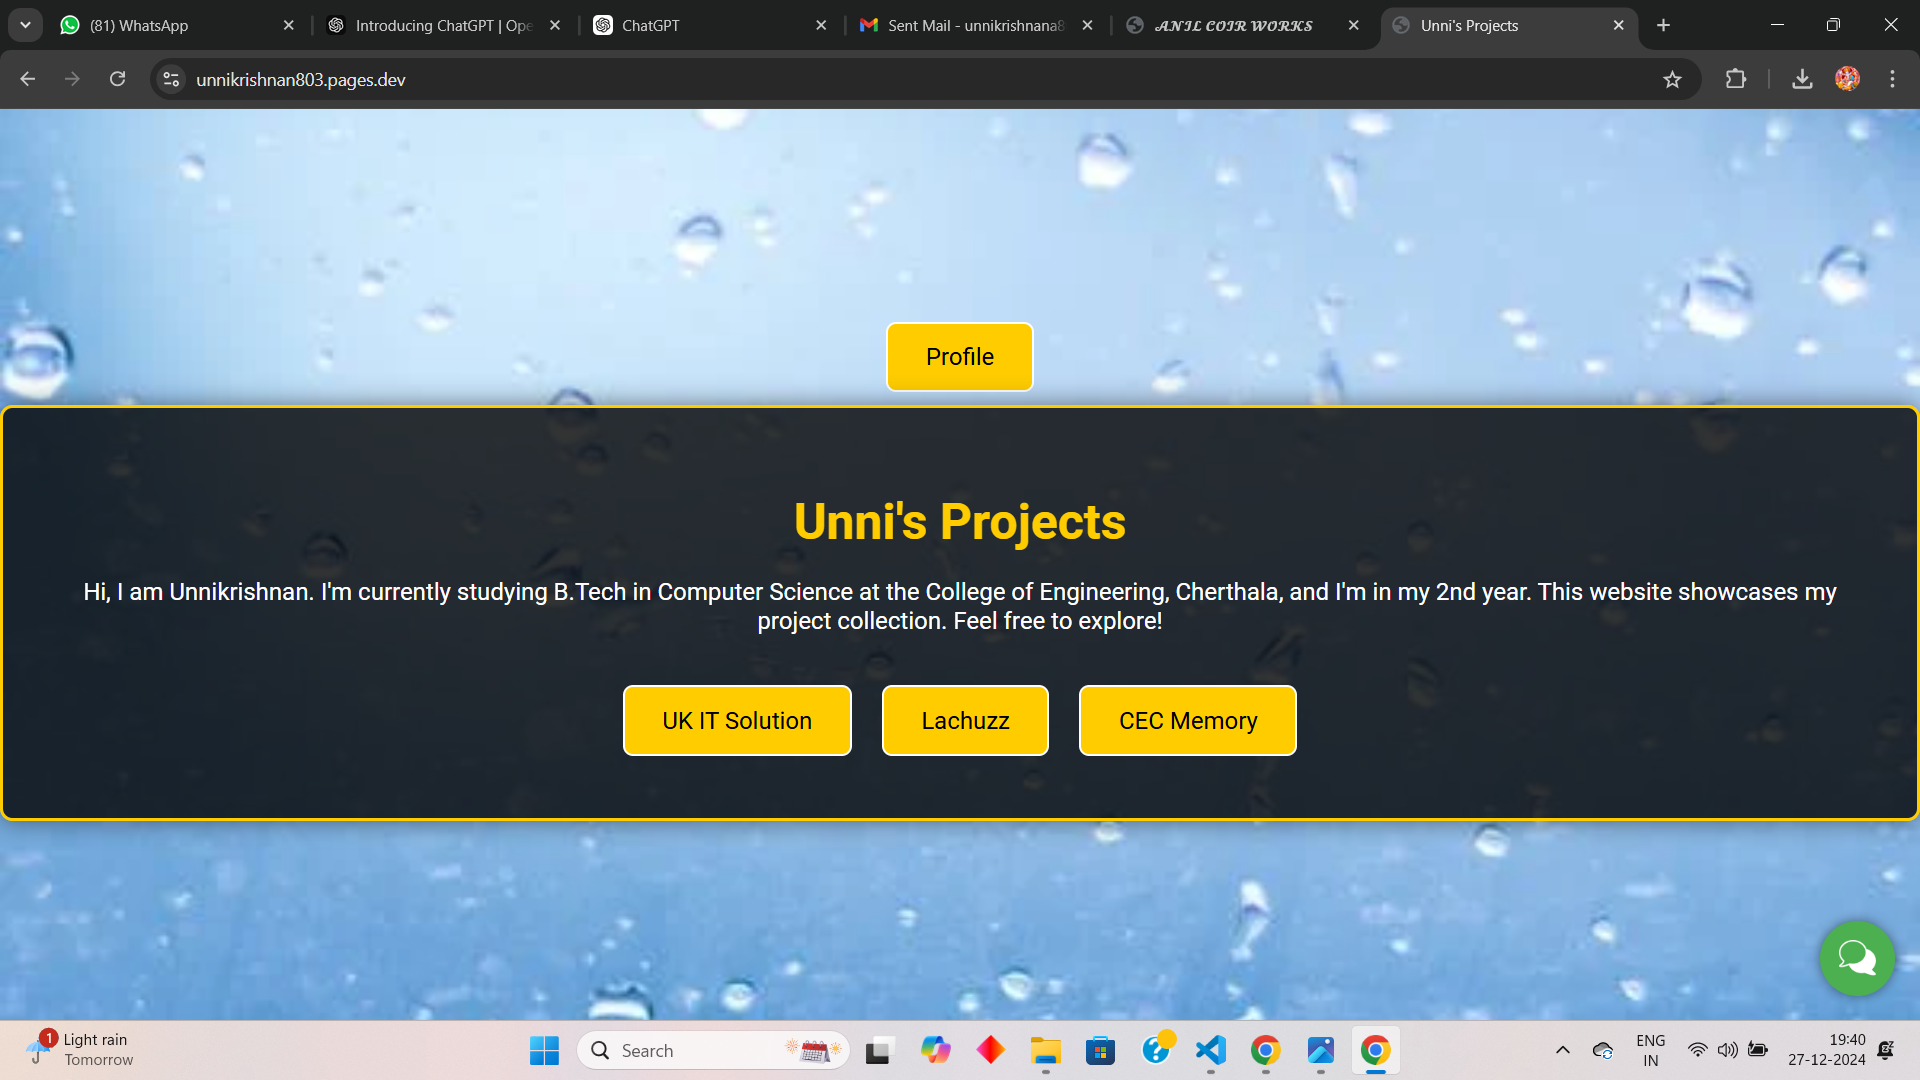 (81) WhatsApp
Introducing ChatGPT | Ope
ChatGPT
Sent Mail - unnikrishnana8
𝓐𝓝𝓘𝓛 𝓒𝓞𝓘𝓡 𝓦𝓞𝓡𝓚𝓢
Unni's Projects
unnikrishnan803.pages.dev
Profile
Unni's Projects
Hi, I am Unnikrishnan. I'm currently studying B.Tech in Computer Science at the College of Engineering, Cherthala, and I'm in my 2nd year. This website showcases my
project collection. Feel free to explore!
UK IT Solution
Lachuzz
CEC Memory
1
Light rain
Tomorrow
Search
ENG
IN
19:40
27-12-2024